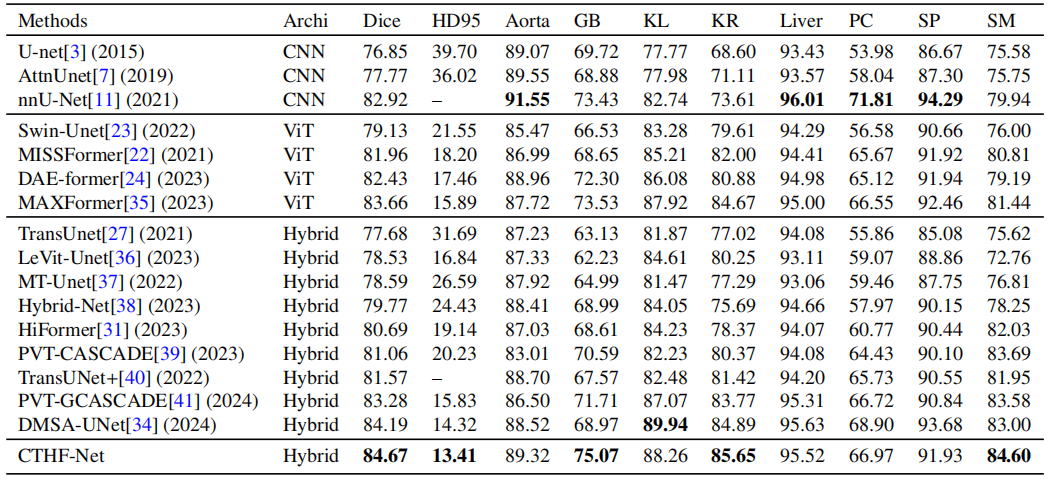 Methods Archi Dice HD95 Aorta GB KL KR Liver PC SP SM
U-net[3] (2015) CNN 76.85 39.70 89.07 69.72 77.77 68.60 93.43 53.98 86.67 75.58
AttnUnet[7] (2019) CNN 77.77 36.02 89.55 68.88 77.98 71.11 93.57 58.04 87.30 75.75
nnU-Net[11] (2021) CNN 82.92 – 91.55 73.43 82.74 73.61 96.01 71.81 94.29 79.94
Swin-Unet[23] (2022) ViT 79.13 21.55 85.47 66.53 83.28 79.61 94.29 56.58 90.66 76.00
MISSFormer[22] (2021) ViT 81.96 18.20 86.99 68.65 85.21 82.00 94.41 65.67 91.92 80.81
DAE-former[24] (2023) ViT 82.43 17.46 88.96 72.30 86.08 80.88 94.98 65.12 91.94 79.19
MAXFormer[35] (2023) ViT 83.66 15.89 87.72 73.53 87.92 84.67 95.00 66.55 92.46 81.44
TransUnet[27] (2021) Hybrid 77.68 31.69 87.23 63.13 81.87 77.02 94.08 55.86 85.08 75.62
LeVit-Unet[36] (2023) Hybrid 78.53 16.84 87.33 62.23 84.61 80.25 93.11 59.07 88.86 72.76
MT-Unet[37] (2022) Hybrid 78.59 26.59 87.92 64.99 81.47 77.29 93.06 59.46 87.75 76.81
Hybrid-Net[38] (2023) Hybrid 79.77 24.43 88.41 68.99 84.05 75.69 94.66 57.97 90.15 78.25
HiFormer[31] (2023) Hybrid 80.69 19.14 87.03 68.61 84.23 78.37 94.07 60.77 90.44 82.03
PVT-CASCADE[39] (2023) Hybrid 81.06 20.23 83.01 70.59 82.23 80.37 94.08 64.43 90.10 83.69
TransUNet+[40] (2022) Hybrid 81.57 – 88.70 67.57 82.48 81.42 94.20 65.73 90.55 81.95
PVT-GCASCADE[41] (2024) Hybrid 83.28 15.83 86.50 71.71 87.07 83.77 95.31 66.72 90.84 83.58
DMSA-UNet[34] (2024) Hybrid 84.19 14.32 88.52 68.97 89.94 84.89 95.63 68.90 93.68 83.00
CTHF-Net Hybrid 84.67 13.41 89.32 75.07 88.26 85.65 95.52 66.97 91.93 84.60